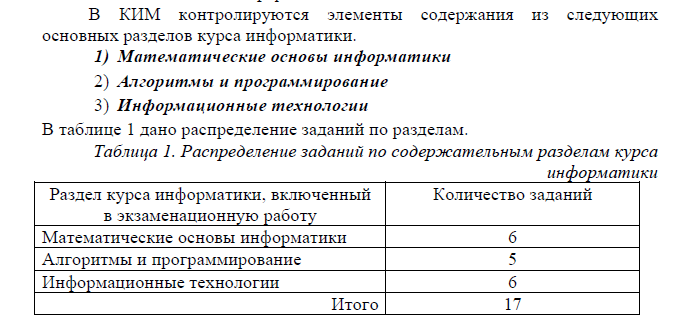 В КИМ контролируются элементы содержания из следующих
основных разделов курса информатики.
1) Математические основы информатики
2) Алгоритмы и программирование
3) Информационные технологии
В таблице 1 дано распределение заданий по разделам.
Таблица 1. Распределение заданий по содержательным разделам курса
информатики
Раздел курса информатики, включенный
в экзаменационную работу
Количество заданий
Математические основы информатики 6
Алгоритмы и программирование 5
Информационные технологии 6
Итого 17